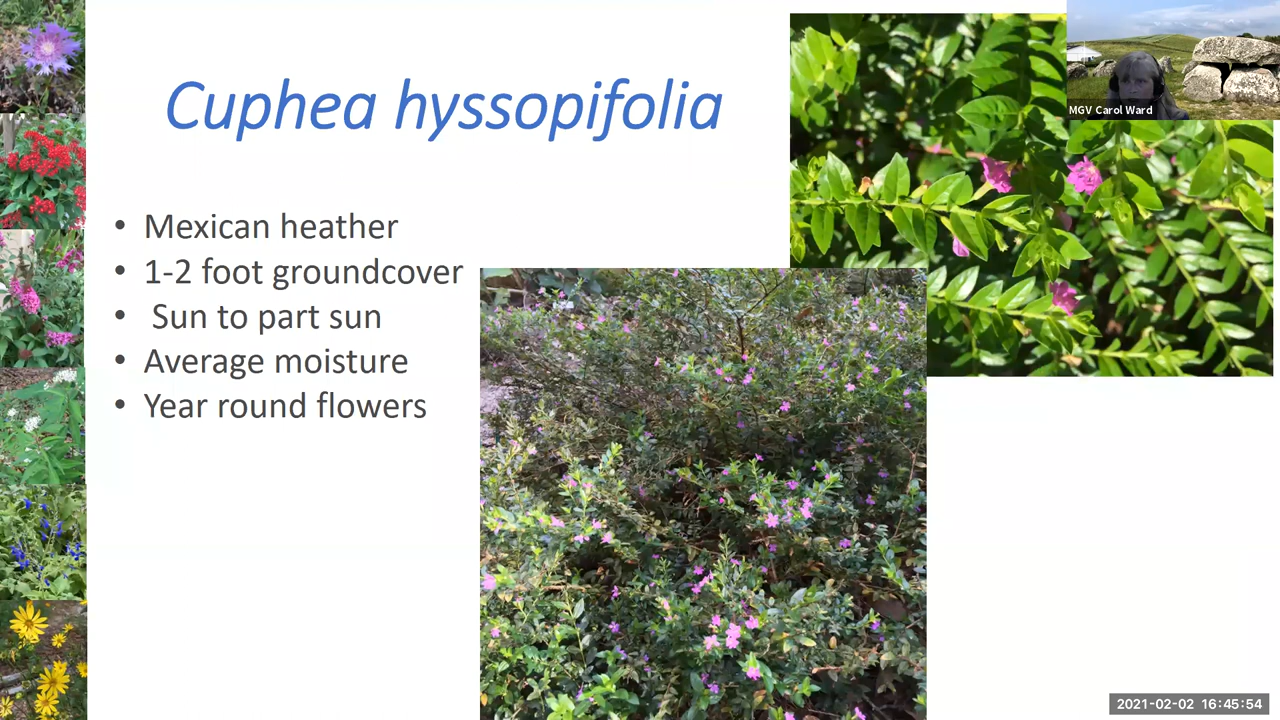 Cuphea hyssopifolia
• Mexican heather
• 1-2 foot groundcover
• Sun to part sun
• Average moisture
• Year round flowers
MGV Carol Ward
2021-02-02 16:45:54